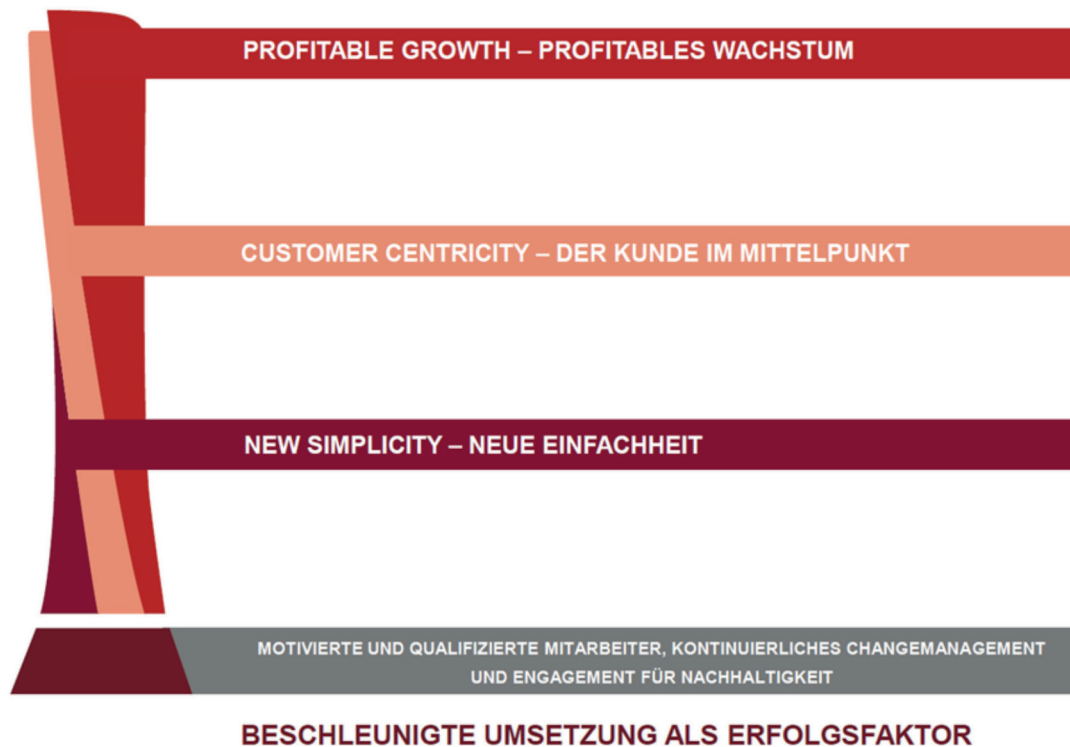 PROFITABLE GROWTH – PROFITABLES WACHSTUM
CUSTOMER CENTRICITY – DER KUNDE IM MITTELPUNKT
NEW SIMPLICITY – NEUE EINFACHHEIT
MOTIVIERTE UND QUALIFIZIERTE MITARBEITER, KONTINUIERLICHES CHANGEMANAGEMENT
UND ENGAGEMENT FÜR NACHHALTIGKEIT
BESCHLEUNIGTE UMSETZUNG ALS ERFOLGSFAKTOR